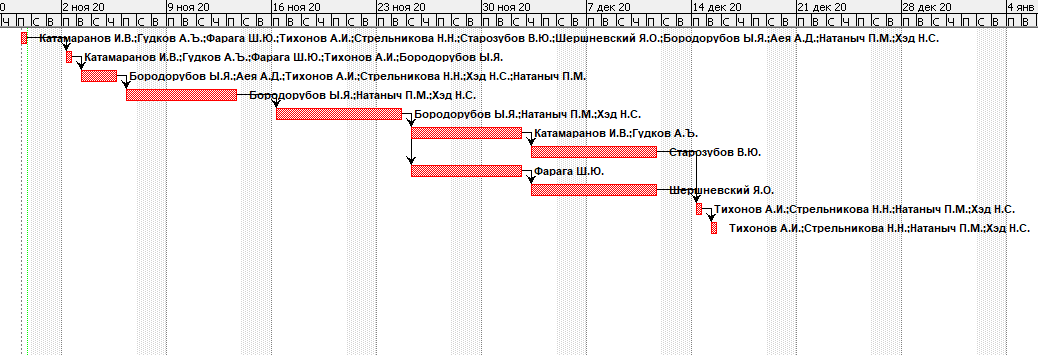 0 2 ноя 20 9 ноя 20 16 ноя 20 23 ноя 20 30 ноя 20 7 дек 20 14 дек 20 21 дек 20 28 дек 20 4 янв
Ч П С В П В С Ч П С В П В С Ч П С В П В С Ч П С В П В С Ч П С В П В С Ч П С В П В С Ч П С В П В С Ч П С В П В С Ч П С В П В С Ч П С В П В
Катамаранов И.В.;Гудков А.Ъ.;Фарага Ш.Ю.;Тихонов А.И.;Стрельникова Н.Н.;Старозубов В.Ю.;Шершневский Я.О.;Бородорубов Ы.Я.;Аея А.Д.;Натаныч П.М.;Хэд Н.С.
Катамаранов И.В.;Гудков А.Ъ.;Фарага Ш.Ю.;Тихонов А.И.;Бородорубов Ы.Я.
Бородорубов Ы.Я.;Аея А.Д.;Тихонов А.И.;Стрельникова Н.Н.;Хэд Н.С.;Натаныч П.М.
Бородорубов Ы.Я.;Натаныч П.М.;Хэд Н.С.
Бородорубов Ы.Я.;Натаныч П.М.;Хэд Н.С.
Катамаранов И.В.;Гудков А.Ъ.
Старозубов В.Ю.
Фарага Ш.Ю.
Шершневский Я.О.
Тихонов А.И.;Стрельникова Н.Н.;Натаныч П.М.;Хэд Н.С.
Тихонов А.И.;Стрельникова Н.Н.;Натаныч П.М.;Хэд Н.С.